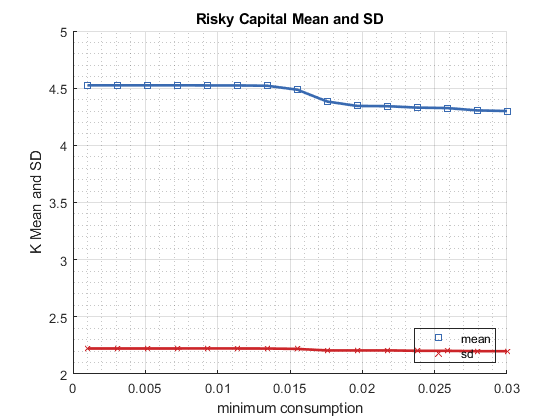 Risky Capital Mean and SD
5
4.5
4
3.5
3
2.5
2
K Mean and SD
mean
sd
0 0.005 0.01 0.015 0.02 0.025 0.03
minimum consumption